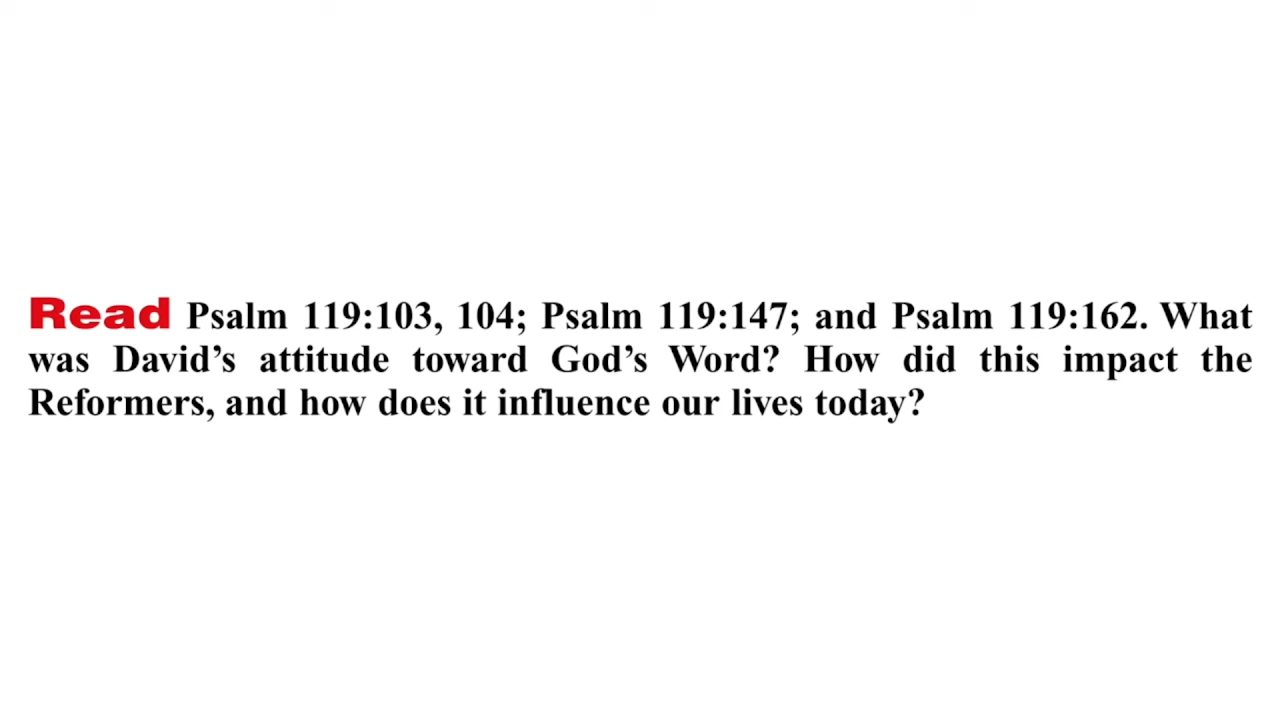 Read Psalm 119:103, 104; Psalm 119:147; and Psalm 119:162. What
was David’s attitude toward God’s Word? How did this impact the
Reformers, and how does it influence our lives today?